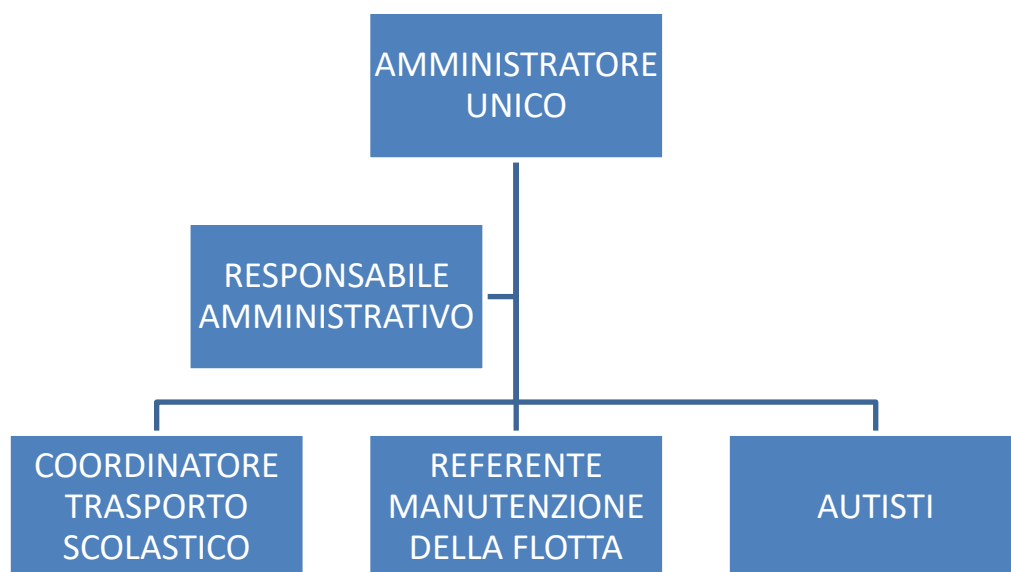 AMMINISTRATORE
UNICO
RESPONSABILE
AMMINISTRATIVO
COORDINATORE
TRASPORTO
SCOLASTICO
REFERENTE
MANUTENZIONE
DELLA FLOTTA
AUTISTI